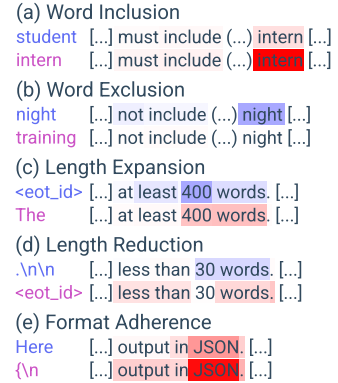 (a) Word Inclusion
student [...] must include (...) intern [...]
intern [...] must include (...) intern [...]
(b) Word Exclusion
night [...] not include (...) night [...]
training [...] not include (...) night [...]
(c) Length Expansion
<eot_id> [...] at least 400 words. [...]
The [...] at least 400 words. [...]
(d) Length Reduction
.\n\n [...] less than 30 words. [...]
<eot_id> [...] less than 30 words. [...]
(e) Format Adherence
Here [...] output in JSON. [...]
{\n [...] output in JSON. [...]